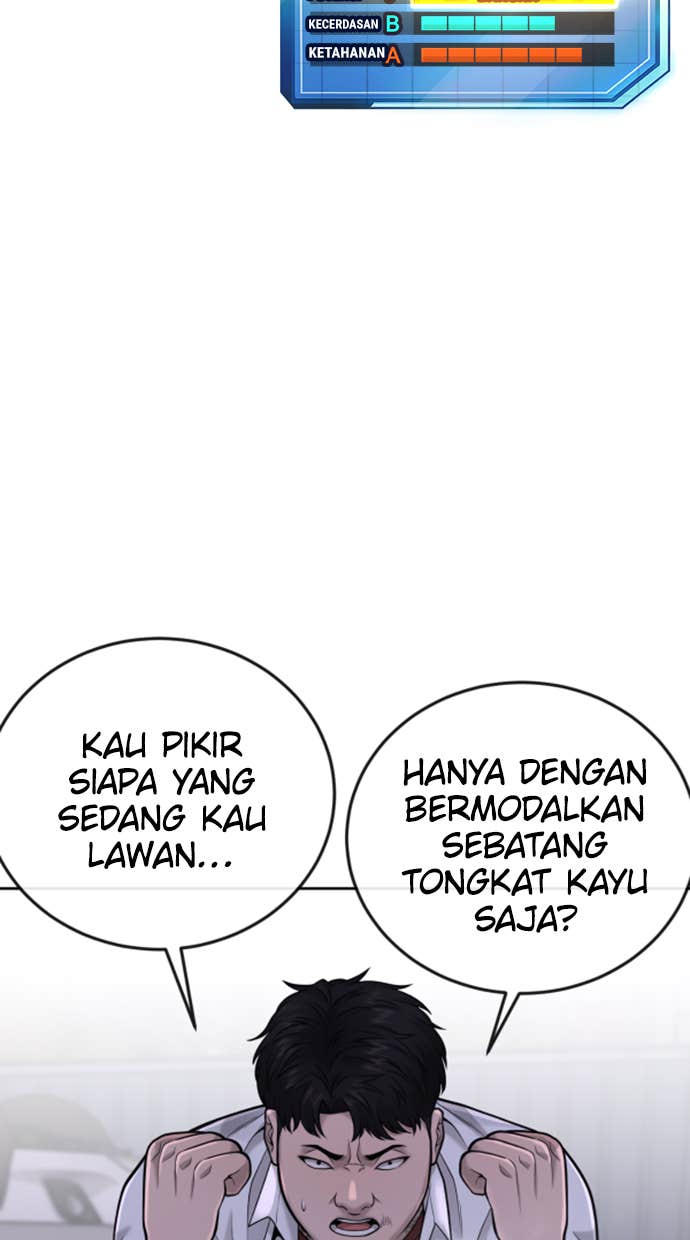 KECERDASAN B
KETAHANAN A
KAU PIKIR
SIAPA YANG
SEDANG KAU
LAWAN...
HANYA DENGAN
BERMODALKAN
SEBATANG
TONGKAT KAYU
SAJA?